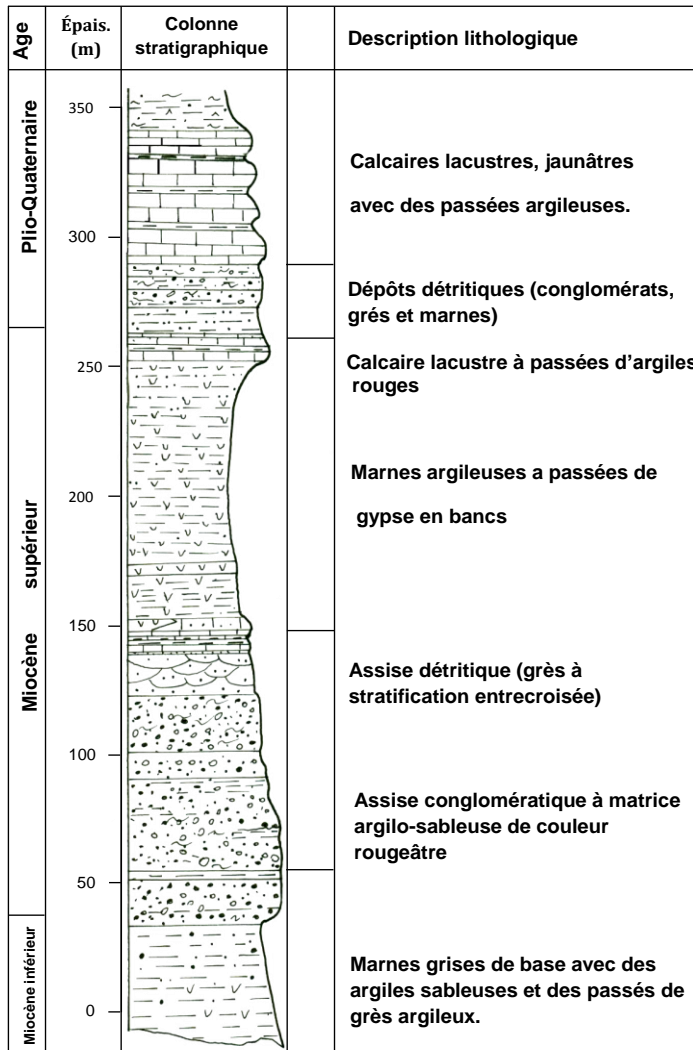 Age
Épais.
(m)
Colonne
stratigraphique
Description lithologique
Plio-Quaternaire
Miocène supérieur
Miocène inférieur
350
300
250
200
150
100
50
0
Calcaires lacustres, jaunâtres
avec des passées argileuses.
Dépôts détritiques (conglomérats,
grés et marnes)
Calcaire lacustre à passées d'argiles
rouges
Marnes argileuses a passées de
gypse en bancs
Assise détritique (grès à
stratification entrecroisée)
Assise conglomératique à matrice
argilo-sableuse de couleur
rougeâtre
Marnes grises de base avec des
argiles sableuses et des passés de
grès argileux.